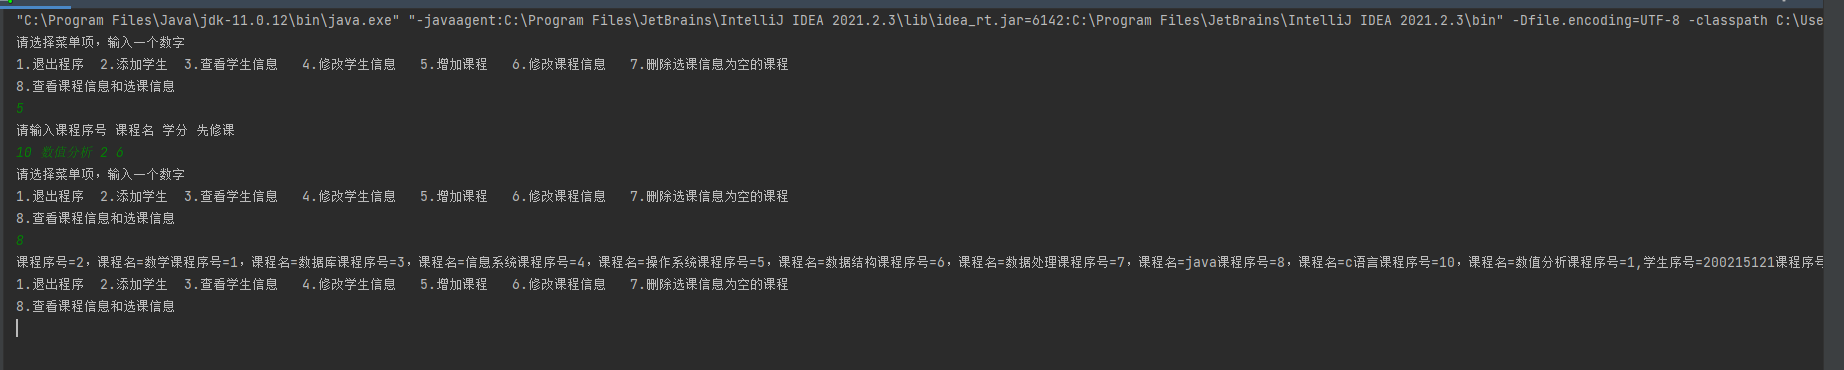 "C:\Program Files\Java\jdk-11.0.12\bin\java.exe" "-javaagent:C:\Program Files\JetBrains\IntelliJ IDEA 2021.2.3\lib\idea_rt.jar=6142:C:\Program Files\JetBrains\IntelliJ IDEA 2021.2.3\bin" -Dfile.encoding=UTF-8 -classpath C:\Use
请选择菜单项，输入一个数字
1.退出程序  2.添加学生  3.查看学生信息   4.修改学生信息   5.增加课程   6.修改课程信息   7.删除选课信息为空的课程
8.查看课程信息和选课信息
5
请输入课程序号 课程名 学分 先修课
10 数值分析 2 6
请选择菜单项，输入一个数字
1.退出程序  2.添加学生  3.查看学生信息   4.修改学生信息   5.增加课程   6.修改课程信息   7.删除选课信息为空的课程
8.查看课程信息和选课信息
8
课程序号=2，课程名=数学课程序号=1，课程名=数据库课程序号=3，课程名=信息系统课程序号=4，课程名=操作系统课程序号=5，课程名=数据结构课程序号=6，课程名=数据处理课程序号=7，课程名=java课程序号=8，课程名=c语言课程序号=10，课程名=数值分析课程序号=1,学生序号=200215121课程序号
1.退出程序  2.添加学生  3.查看学生信息   4.修改学生信息   5.增加课程   6.修改课程信息   7.删除选课信息为空的课程
8.查看课程信息和选课信息